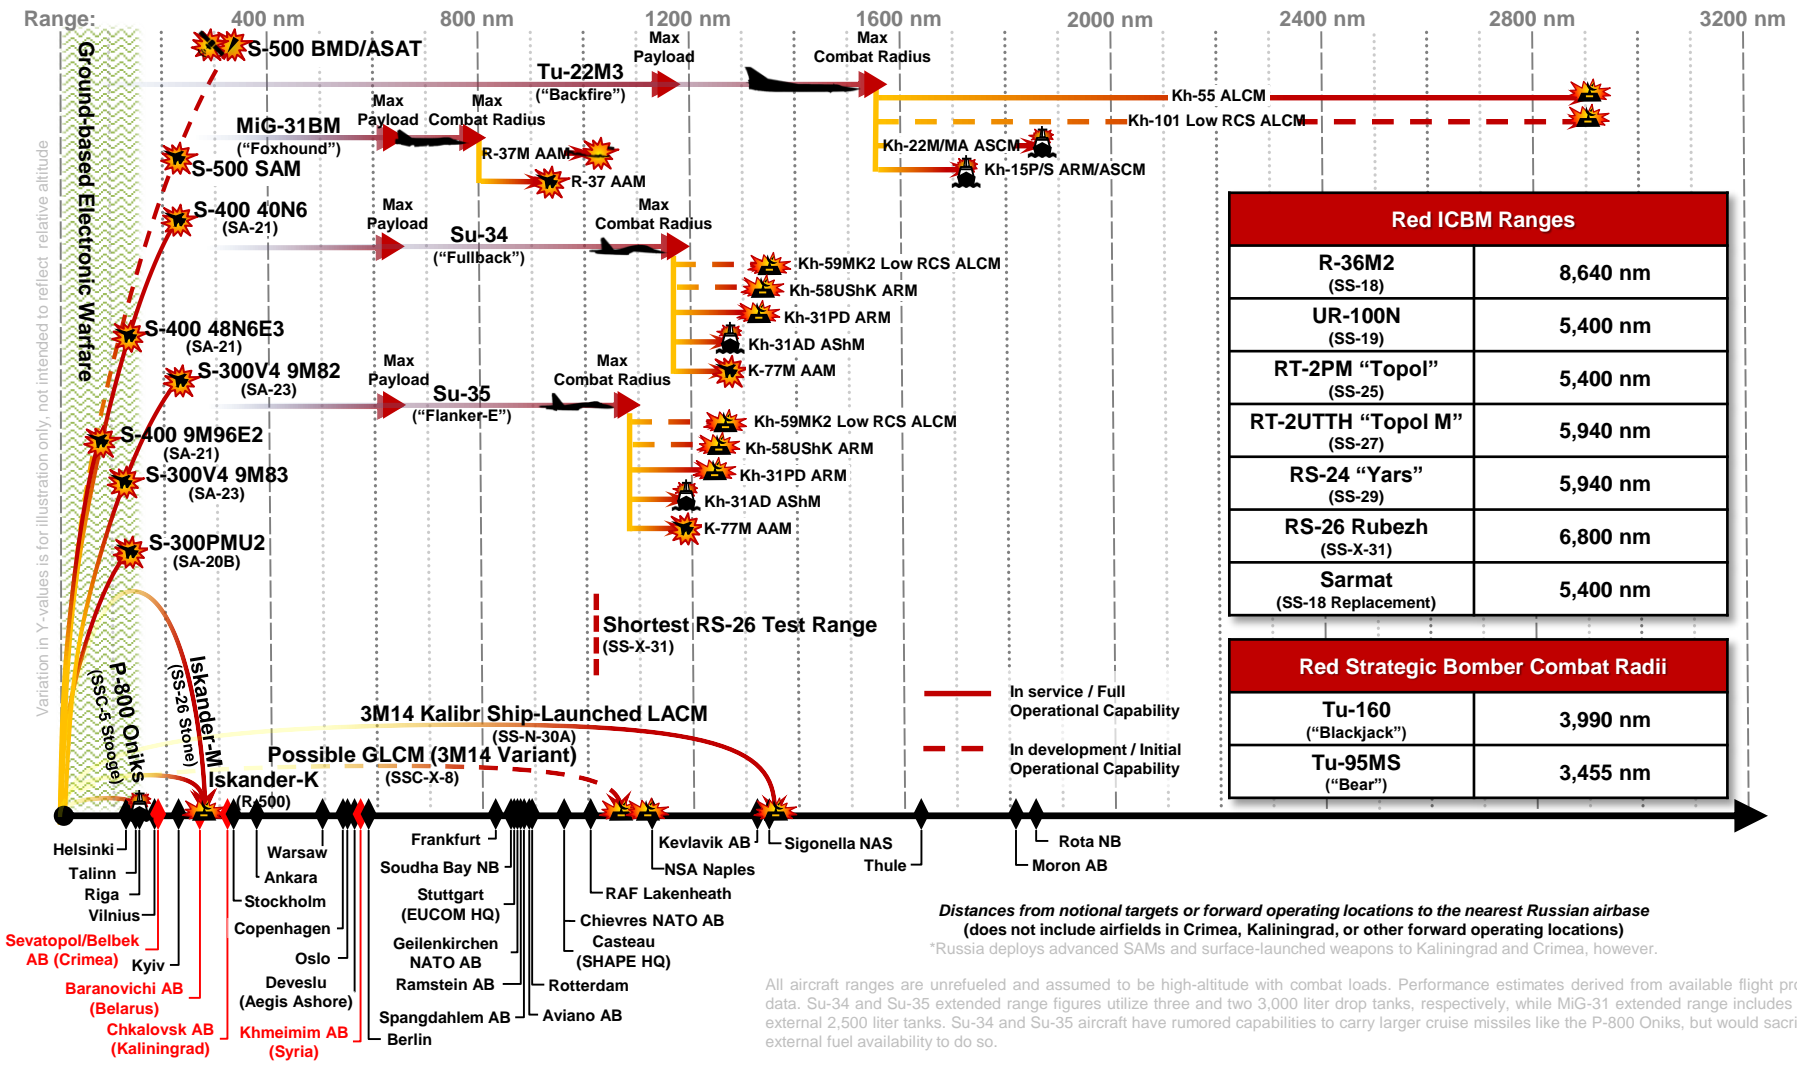 Range:
400 nm
800 nm
1200 nm
1600 nm
2000 nm
2400 nm
2800 nm
3200 nm
Variation in Y-values is for illustration only, not intended to reflect relative altitude
Ground-based Electronic Warfare
S-500 BMD/ASAT
Tu-22M3
(“Backfire”)
Max
Payload
Max
Combat Radius
Kh-55 ALCM
Kh-101 Low RCS ALCM
Kh-22M/MA ASCM
Kh-15P/S ARM/ASCM
MiG-31BM
(“Foxhound”)
Max
Payload
Max
Combat Radius
R-37M AAM
R-37 AAM
S-500 SAM
S-400 40N6
(SA-21)
Max
Payload
Su-34
(“Fullback”)
Max
Combat Radius
Kh-59MK2 Low RCS ALCM
Kh-58UShK ARM
Kh-31PD ARM
Kh-31AD AShM
K-77M AAM
S-400 48N6E3
(SA-21)
S-300V4 9M82
(SA-23)
Max
Payload
Su-35
(“Flanker-E”)
Max
Combat Radius
Kh-59MK2 Low RCS ALCM
Kh-58UShK ARM
Kh-31PD ARM
Kh-31AD AShM
K-77M AAM
S-400 9M96E2
(SA-21)
S-300V4 9M83
(SA-23)
S-300PMU2
(SA-20B)
Shortest RS-26 Test Range
(SS-X-31)
P-800 Oniks
(SSC-5 Stooge)
Iskander-M
(SS-26 Stone)
3M14 Kalibr Ship-Launched LACM
(SS-N-30A)
Possible GLCM (3M14 Variant)
(SSC-X-8)
Iskander-K
(R-500)
In service / Full
Operational Capability
In development / Initial
Operational Capability
Red ICBM Ranges
R-36M2
(SS-18)
8,640 nm
UR-100N
(SS-19)
5,400 nm
RT-2PM “Topol”
(SS-25)
5,400 nm
RT-2UTTH “Topol M”
(SS-27)
5,940 nm
RS-24 “Yars”
(SS-29)
5,940 nm
RS-26 Rubezh
(SS-X-31)
6,800 nm
Sarmat
(SS-18 Replacement)
5,400 nm
Red Strategic Bomber Combat Radii
Tu-160
(“Blackjack”)
3,990 nm
Tu-95MS
(“Bear”)
3,455 nm
Helsinki
Talinn
Riga
Vilnius
Sevatopol/Belbek
AB (Crimea)
Kyiv
Baranovichi AB
(Belarus)
Chkalovsk AB
(Kaliningrad)
Warsaw
Ankara
Stockholm
Copenhagen
Oslo
Deveslu
(Aegis Ashore)
Khmeimim AB
(Syria)
Berlin
Frankfurt
Soudha Bay NB
Stuttgart
(EUCOM HQ)
Geilenkirchen
NATO AB
Ramstein AB
Spangdahlem AB
Aviano AB
Rotterdam
Casteau
(SHAPE HQ)
Chievres NATO AB
RAF Lakenheath
NSA Naples
Kevlavik AB
Sigonella NAS
Thule
Moron AB
Rota NB
Distances from notional targets or forward operating locations to the nearest Russian airbase
(does not include airfields in Crimea, Kaliningrad, or other forward operating locations)
*Russia deploys advanced SAMs and surface-launched weapons to Kaliningrad and Crimea, however.
All aircraft ranges are unrefueled and assumed to be high-altitude with combat loads. Performance estimates derived from available flight pro
data. Su-34 and Su-35 extended range figures utilize three and two 3,000 liter drop tanks, respectively, while MiG-31 extended range includes
external 2,500 liter tanks. Su-34 and Su-35 aircraft have rumored capabilities to carry larger cruise missiles like the P-800 Oniks, but would sacri
external fuel availability to do so.